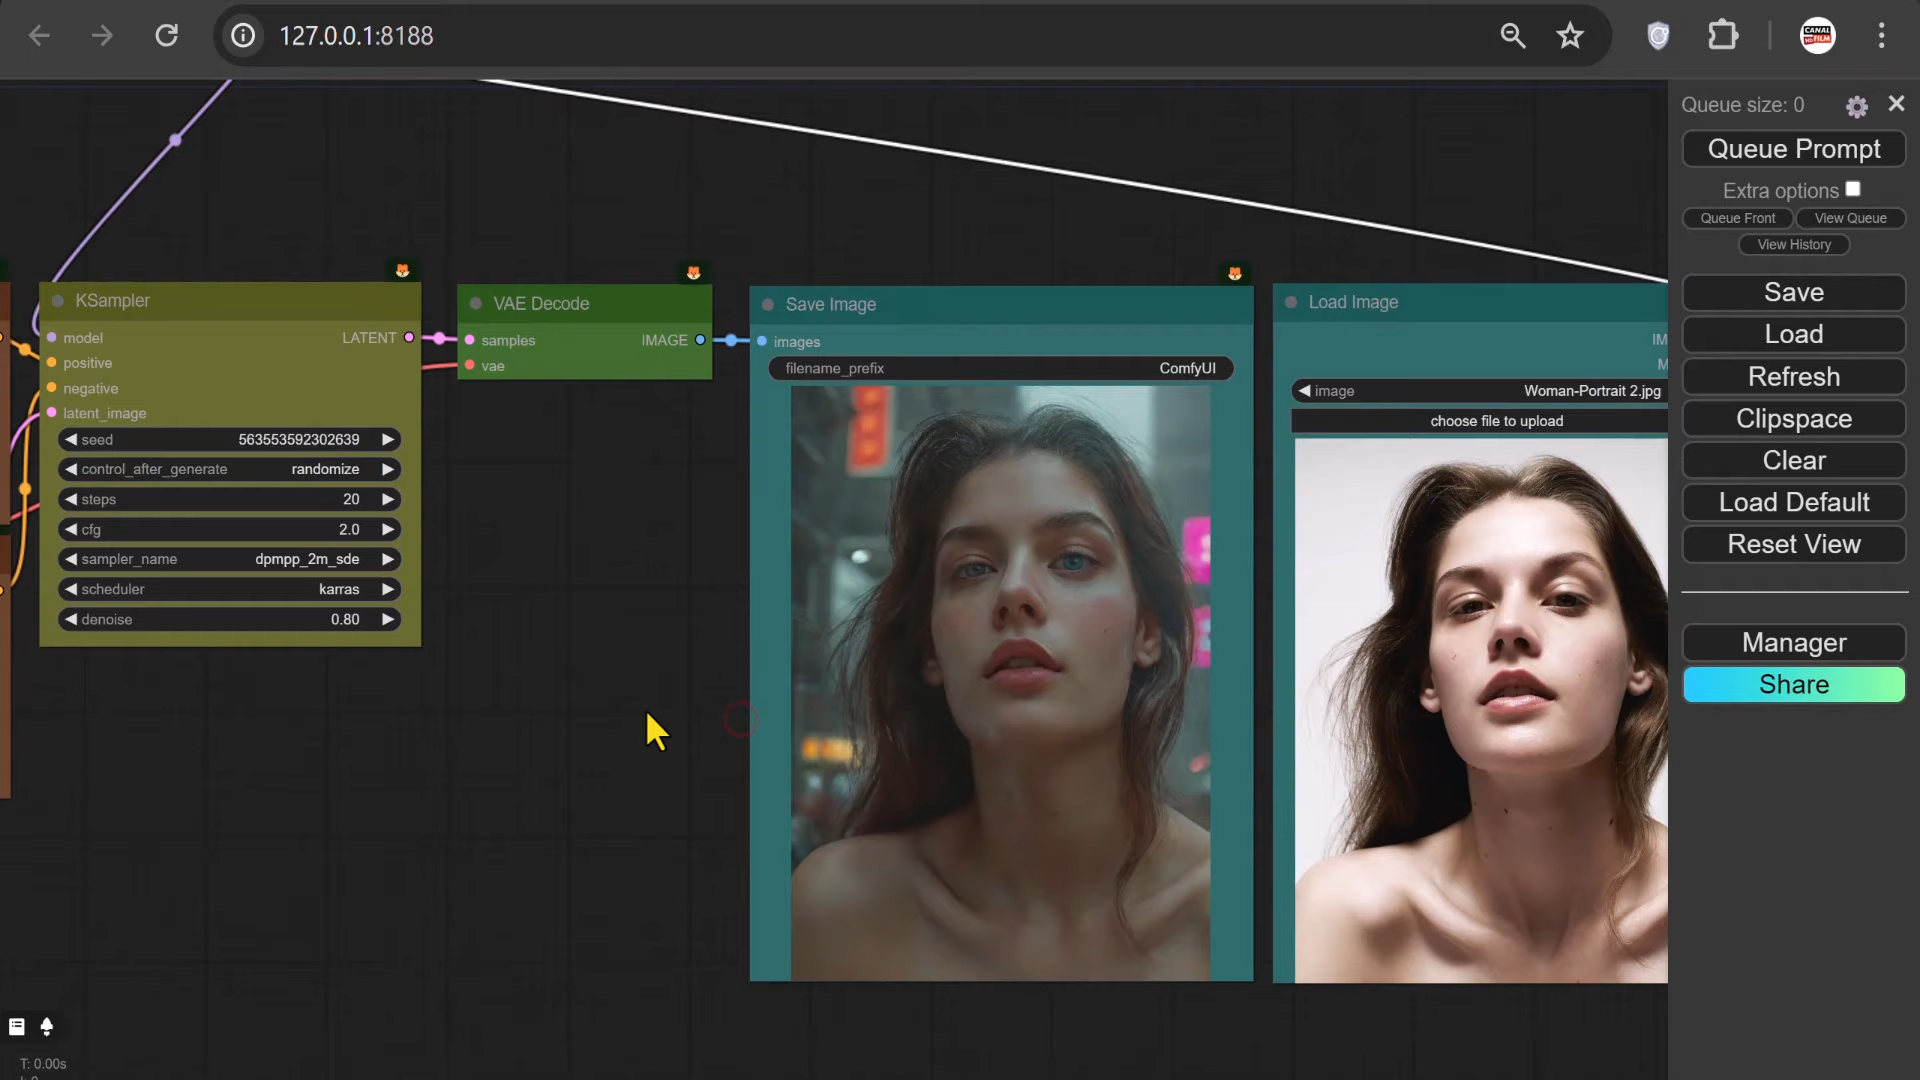 127.0.0.1:8188
Queue size: 0
Queue Prompt
Extra options
Queue Front View Queue
View History
Save
Load
Refresh
Clipspace
Clear
Load Default
Reset View
Manager
Share
KSampler
model LATENT
positive
negative
latent_image
seed 563553592302639
control_after_generate randomize
steps 20
cfg 2.0
sampler_name dpmpp_2m_sde
scheduler karras
denoise 0.80
VAE Decode
samples IMAGE
vae
Save Image
images
filename_prefix ComfyUI
Load Image
IM
M
image Woman-Portrait 2.jpg
choose file to upload
CANAL
FILM
T: 0.00s